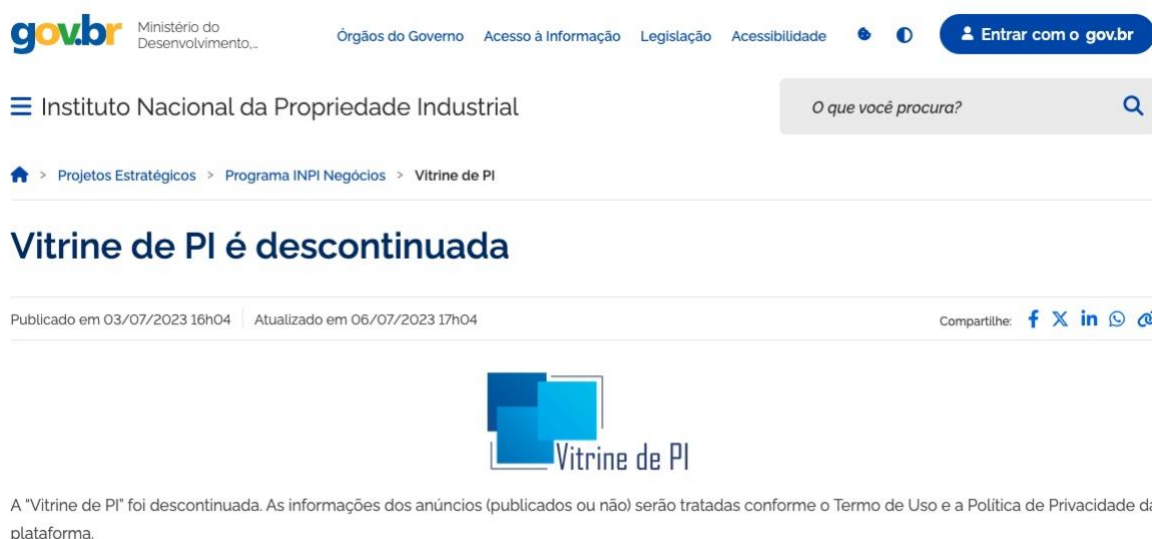 gov.br
Ministério do
Desenvolvimento,...
Órgãos do Governo Acesso à Informação Legislação Acessibilidade
Entrar com o gov.br
Instituto Nacional da Propriedade Industrial
O que você procura?
> Projetos Estratégicos > Programa INPI Negócios > Vitrine de PI
Vitrine de PI é descontinuada
Publicado em 03/07/2023 16h04 Atualizado em 06/07/2023 17h04
Compartilhe:
Vitrine de PI
A "Vitrine de PI" foi descontinuada. As informações dos anúncios (publicados ou não) serão tratadas conforme o Termo de Uso e a Política de Privacidade da
plataforma.